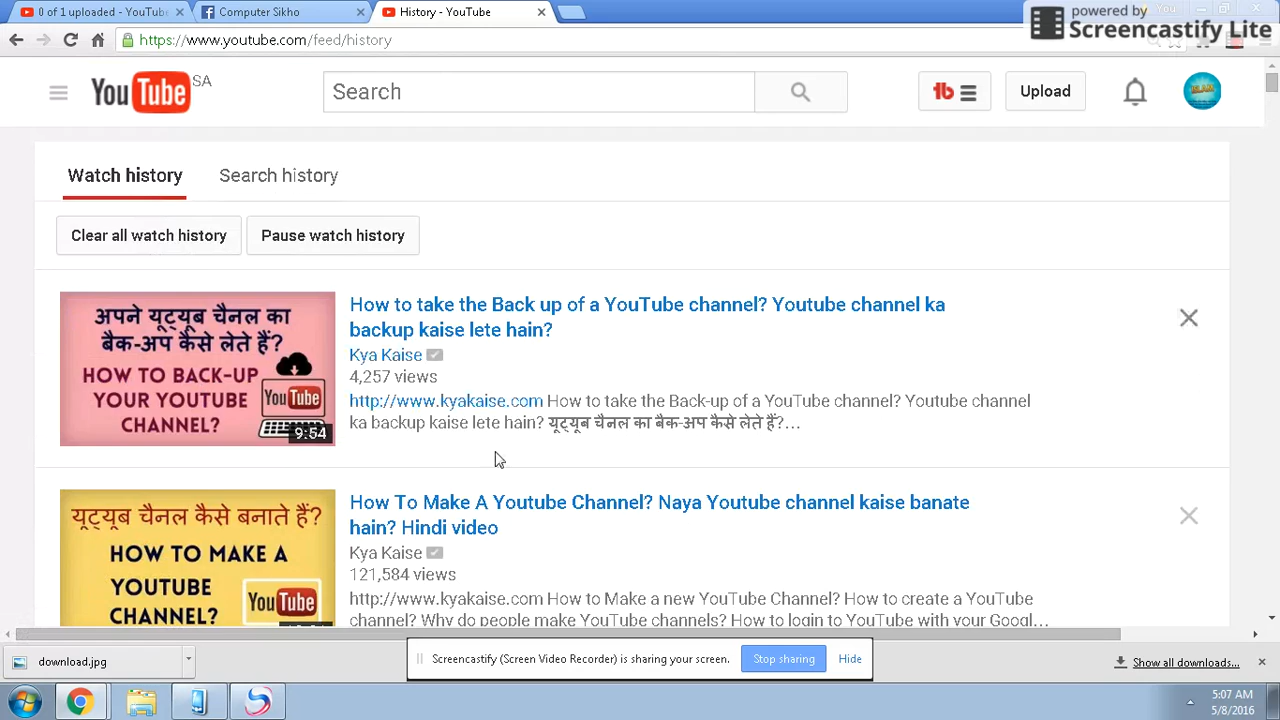 0 of 1 uploaded - YouTube
Computer Sikho
History - YouTube
You
powered by
Screencastify Lite
https://www.youtube.com/feed/history
YouTube SA
Search
Upload
Watch history
Search history
Clear all watch history
Pause watch history
अपने यूट्यूब चैनल का
बैक-अप कैसे लेते हैं?
HOW TO BACK-UP
YOUR YOUTUBE
CHANNEL?
YouTube
9:54
How to take the Back up of a YouTube channel? Youtube channel ka
backup kaise lete hain?
Kya Kaise
4,257 views
http://www.kyakaise.com How to take the Back-up of a YouTube channel? Youtube channel
ka backup kaise lete hain? यूट्यूब चैनल का बैक-अप कैसे लेते हैं?...
यूट्यूब चैनल कैसे बनाते हैं?
HOW TO MAKE A
YOUTUBE
CHANNEL?
YouTube
How To Make A Youtube Channel? Naya Youtube channel kaise banate
hain? Hindi video
Kya Kaise
121,584 views
http://www.kyakaise.com How to Make a new YouTube Channel? How to create a YouTube
channel? Why do people make YouTube channels? How to login to YouTube with your Googl...
download.jpg
Screencastify (Screen Video Recorder) is sharing your screen.
Stop sharing
Hide
Show all downloads...
5:07 AM
5/8/2016